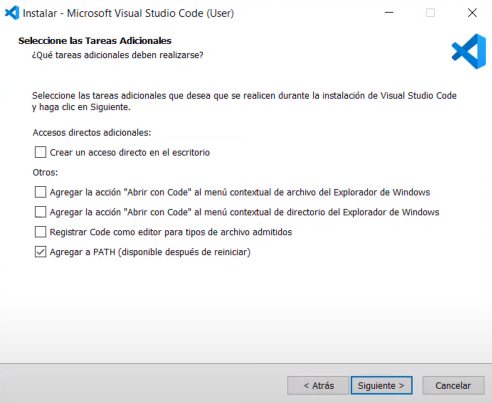 Instalar - Microsoft Visual Studio Code (User)
Seleccione las Tareas Adicionales
¿Qué tareas adicionales deben realizarse?
Seleccione las tareas adicionales que desea que se realicen durante la instalación de Visual Studio Code
y haga clic en Siguiente.
Accesos directos adicionales:
Crear un acceso directo en el escritorio
Otros:
Agregar la acción "Abrir con Code" al menú contextual de archivo del Explorador de Windows
Agregar la acción "Abrir con Code" al menú contextual de directorio del Explorador de Windows
Registrar Code como editor para tipos de archivo admitidos
Agregar a PATH (disponible después de reiniciar)
< Atrás Siguiente > Cancelar